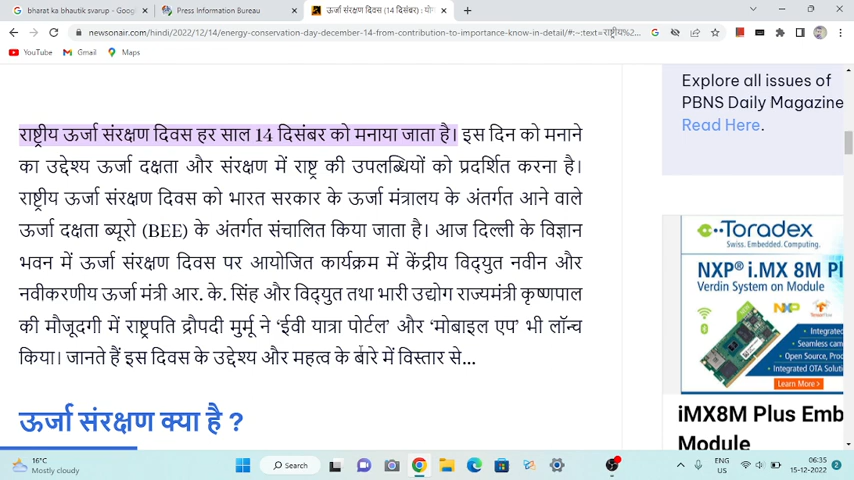 bharat ka bhautik svarup - Goog
Press Information Bureau
ऊर्जा संरक्षण दिवस (14 दिसंबर) : यो
newsonair.com/hindi/2022/12/14/energy-conservation-day-december-14-from-contribution-to-importance-know-in-detail/#:~:text=राष्ट्रीय%2...
YouTube
Gmail
Maps
राष्ट्रीय ऊर्जा संरक्षण दिवस हर साल 14 दिसंबर को मनाया जाता है। इस दिन को मनाने
का उद्देश्य ऊर्जा दक्षता और संरक्षण में राष्ट्र की उपलब्धियों को प्रदर्शित करना है।
राष्ट्रीय ऊर्जा संरक्षण दिवस को भारत सरकार के ऊर्जा मंत्रालय के अंतर्गत आने वाले
ऊर्जा दक्षता ब्यूरो (BEE) के अंतर्गत संचालित किया जाता है। आज दिल्ली के विज्ञान
भवन में ऊर्जा संरक्षण दिवस पर आयोजित कार्यक्रम में केंद्रीय विद्युत नवीन और
नवीकरणीय ऊर्जा मंत्री आर. के. सिंह और विद्युत तथा भारी उद्योग राज्यमंत्री कृष्णपाल
की मौजूदगी में राष्ट्रपति द्रौपदी मुर्मू ने ‘ईवी यात्रा पोर्टल’ और ‘मोबाइल एप’ भी लॉन्च
किया। जानते हैं इस दिवस के उद्देश्य और महत्व के बारे में विस्तार से...
ऊर्जा संरक्षण क्या है ?
Explore all issues of
PBNS Daily Magazine
Read Here.
Toradex
Swiss. Embedded. Computing.
NXP® i.MX 8M Pl
Verdin System on Module
NXP
Integrated
Seamless cam
Open Source, Pro
Integrated OTA Soluti
Learn More
iMX8M Plus Emb
Module
16°C
Mostly cloudy
Search
ENG
US
06:35
15-12-2022
2